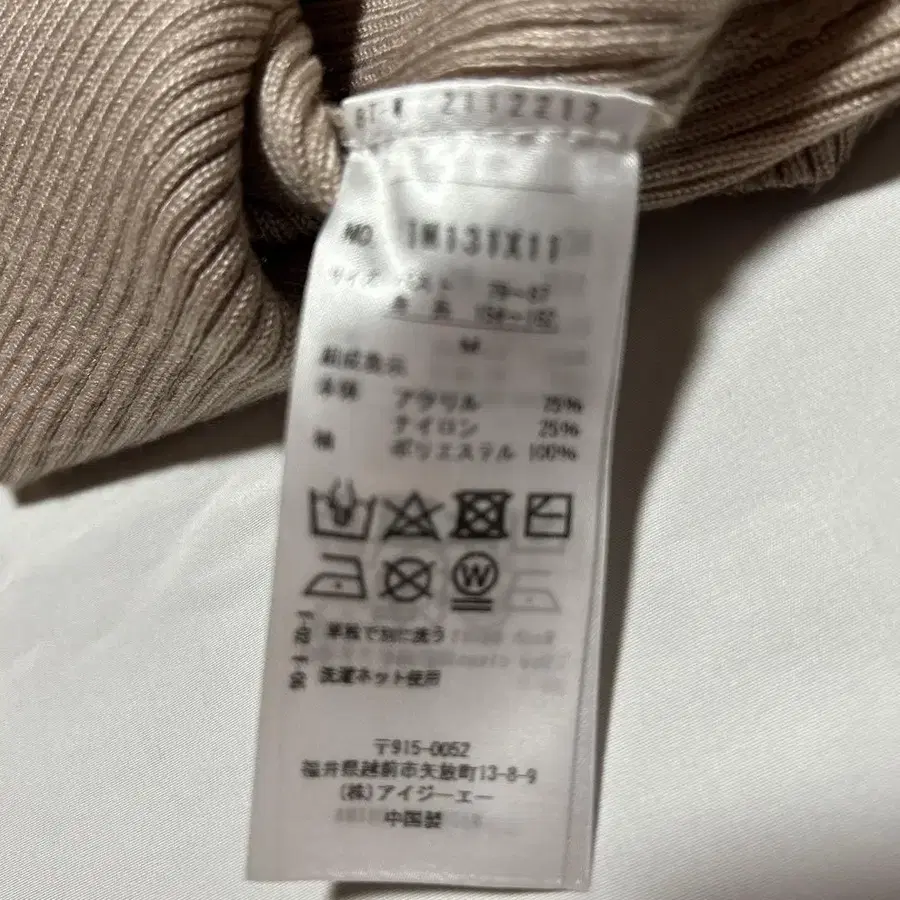 2112212
NO. IM131X11
サイズ バスト 79~87
身長 154~162
M
組成表示
本体 アクリル 75%
ナイロン 25%
袖 ポリエステル 100%
W
単独で別に洗う
洗濯ネット使用
〒915-0052
福井県越前市矢放町13-8-9
(株)アイジーエー
中国製